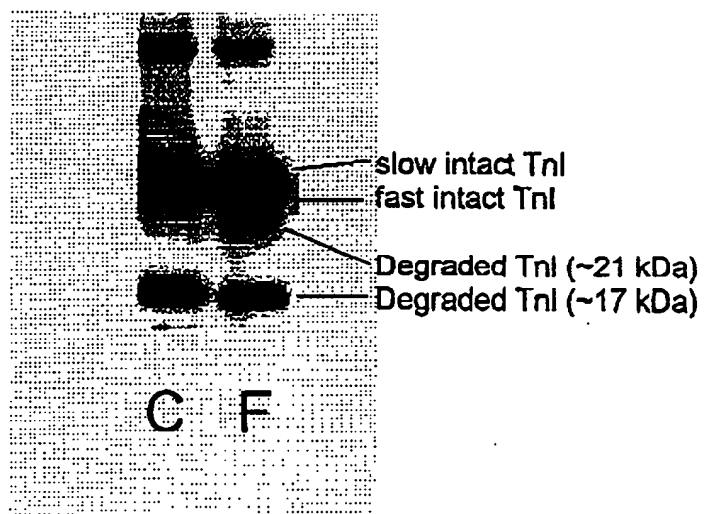 slow intact TnI
fast intact TnI
Degraded TnI (~21 kDa)
Degraded TnI (~17 kDa)
C F